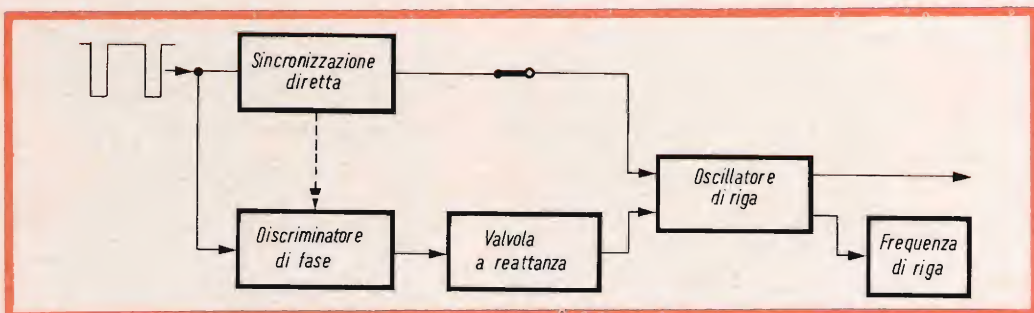 Sincronizzazione
diretta
Discriminatore
di fase
Valvola
a reattanza
Oscillatore
di riga
Frequenza
di riga